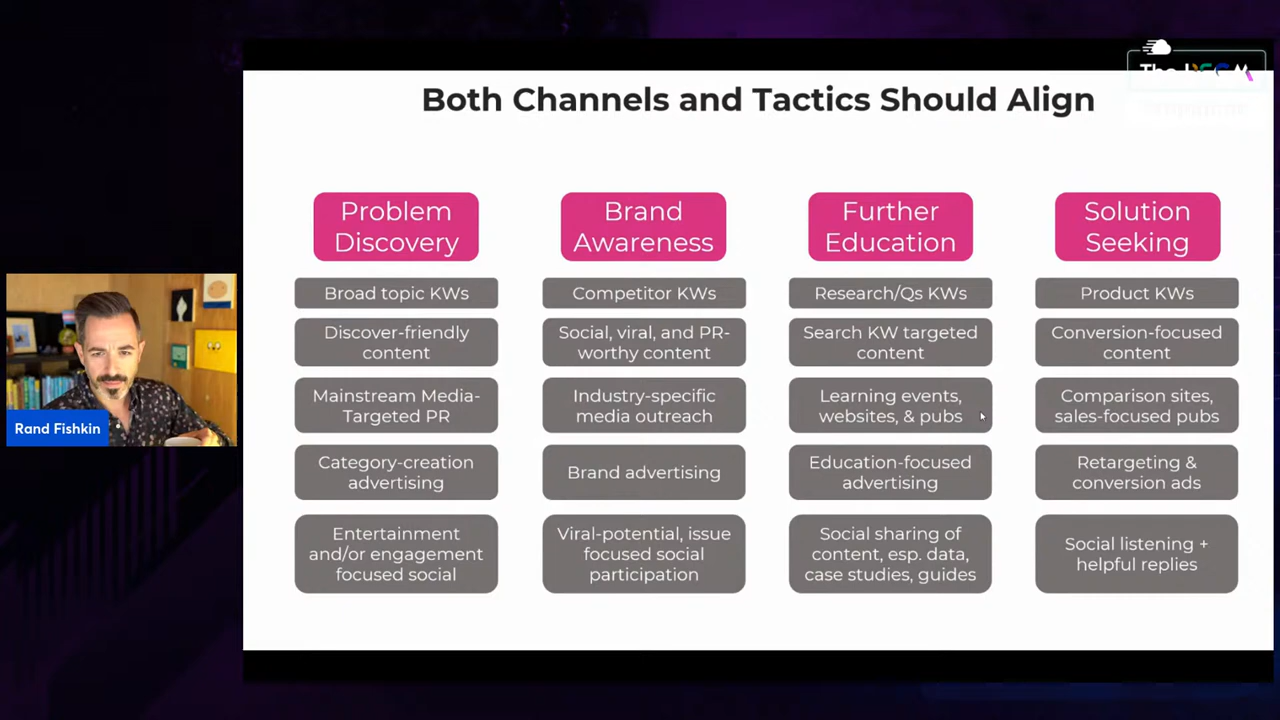 Both Channels and Tactics Should Align
Problem
Discovery
Broad topic KWs
Discover-friendly
content
Mainstream Media-
Targeted PR
Category-creation
advertising
Entertainment
and/or engagement
focused social
Brand
Awareness
Competitor KWs
Social, viral, and PR-
worthy content
Industry-specific
media outreach
Brand advertising
Viral-potential, issue
focused social
participation
Further
Education
Research/Qs KWs
Search KW targeted
content
Learning events,
websites, & pubs
Education-focused
advertising
Social sharing of
content, esp. data,
case studies, guides
Solution
Seeking
Product KWs
Conversion-focused
content
Comparison sites,
sales-focused pubs
Retargeting &
conversion ads
Social listening +
helpful replies
Rand Fishkin